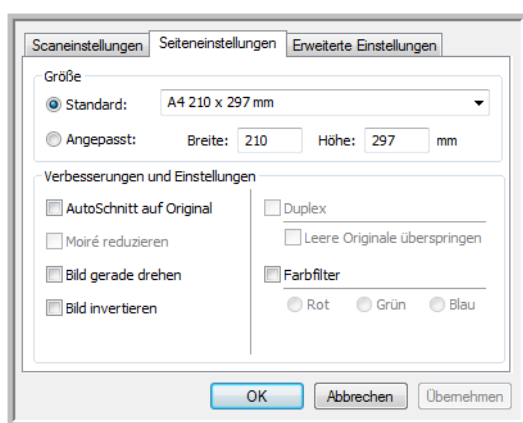 Scaneinstellungen Seiteneinstellungen Erweiterte Einstellungen
Größe
Standard: A4 210 x 297 mm
Angepasst: Breite: 210 Höhe: 297 mm
Verbesserungen und Einstellungen
AutoSchnitt auf Original
Moiré reduzieren
Bild gerade drehen
Bild invertieren
Duplex
Leere Originale überspringen
Farbfilter
Rot Grün Blau
OK Abbrechen Übernehmen